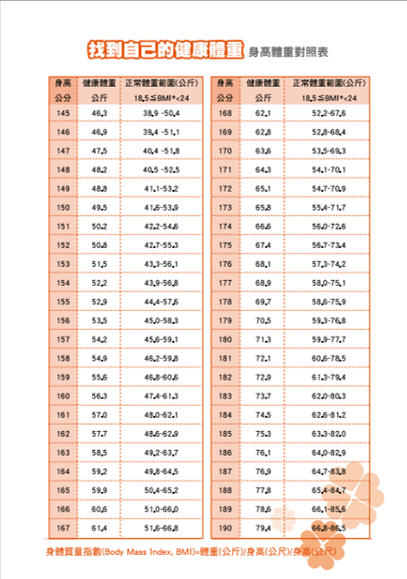 找到自己的健康體重 身高體重對照表
身高 健康體重 正常體重範圍(公斤)
公分 公斤 18.5≦BMI*<24
145 46.3 38.9 -50.4
146 46.9 39.4 -51.1
147 47.5 40.4 -51.8
148 48.2 40.5 -52.5
149 48.8 41.1-53.2
150 49.5 41.6-53.9
151 50.2 42.2-54.6
152 50.8 42.7-55.3
153 51.5 43.3-56.1
154 52.2 43.9-56.8
155 52.9 44.4-57.6
156 53.5 45.0-58.3
157 54.2 45.6-59.1
158 54.9 46.2-59.8
159 55.6 46.8-60.6
160 56.3 47.4-61.3
161 57.0 48.0-62.1
162 57.7 48.6-62.9
163 58.5 49.2-63.7
164 59.2 49.8-64.5
165 59.9 50.4-65.2
166 60.6 51.0-66.0
167 61.4 51.6-66.8
身高 健康體重 正常體重範圍(公斤)
公分 公斤 18.5≦BMI*<24
168 62.1 52.2-67.6
169 62.8 52.8-68.4
170 63.6 53.5-69.3
171 64.3 54.1-70.1
172 65.1 54.7-70.9
173 65.8 55.4-71.7
174 66.6 56.0-72.6
175 67.4 56.7-73.4
176 68.1 57.3-74.2
177 68.9 58.0-75.1
178 69.7 58.6-75.9
179 70.5 59.3-76.8
180 71.3 59.9-77.7
181 72.1 60.6-78.5
182 72.9 61.3-79.4
183 73.7 62.0-80.3
184 74.5 62.6-81.2
185 75.3 63.3-82.0
186 76.1 64.0-82.9
187 76.9 64.7-83.8
188 77.8 65.4-84.7
189 78.6 66.1-85.6
190 79.4 66.8-86.5
身體質量指數(Body Mass Index, BMI)=體重(公斤)/身高(公尺)/身高(公尺)